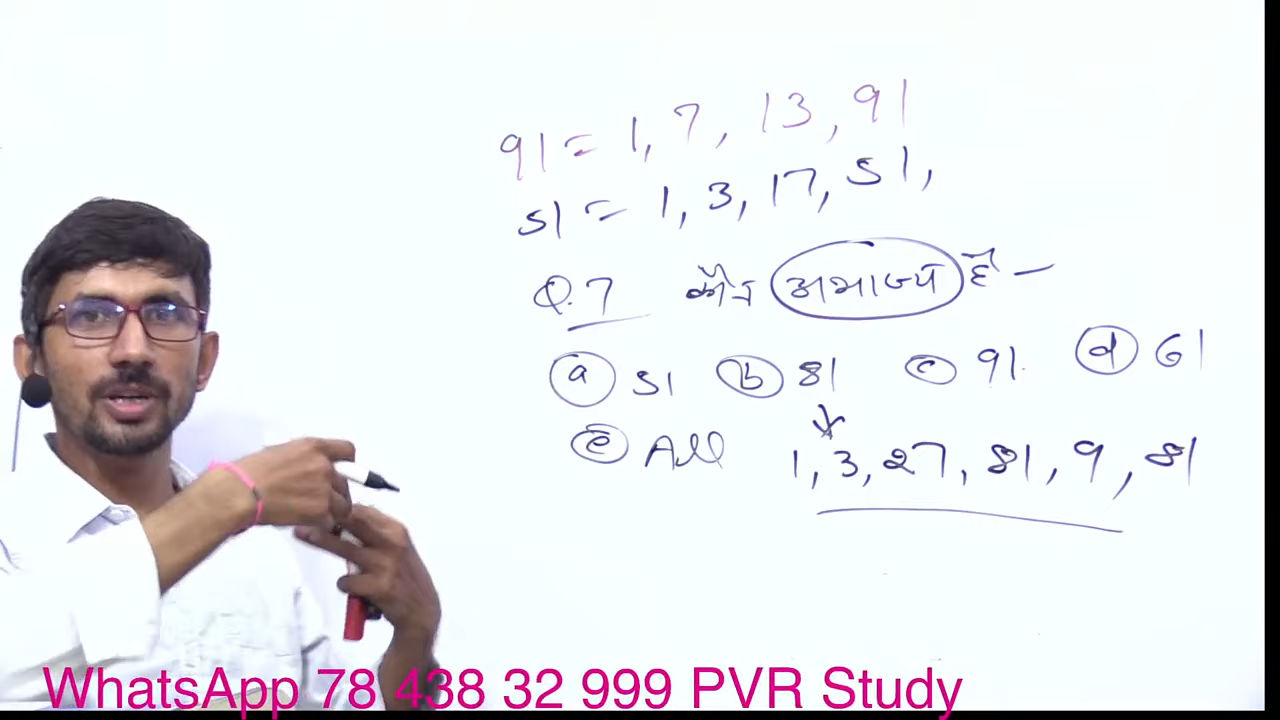 91 = 1, 7, 13, 91
51 = 1, 3, 17, 51,
Q.7 कौन अभाज्य है –
(a) 51 (b) 81 (c) 91. (d) 61
(e) All 1, 3, 27, 81, 9, 81
WhatsApp 78 438 32 999 PVR Study